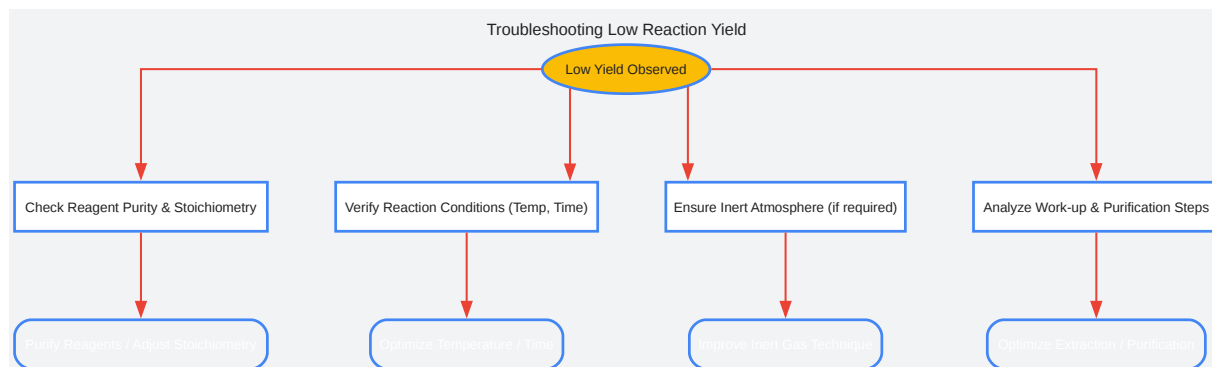 Troubleshooting Low Reaction Yield
Low Yield Observed
Check Reagent Purity & Stoichiometry
Verify Reaction Conditions (Temp, Time)
Ensure Inert Atmosphere (if required)
Analyze Work-up & Purification Steps
Purify Reagents / Adjust Stoichiometry
Optimize Temperature / Time
Improve Inert Gas Technique
Optimize Extraction / Purification